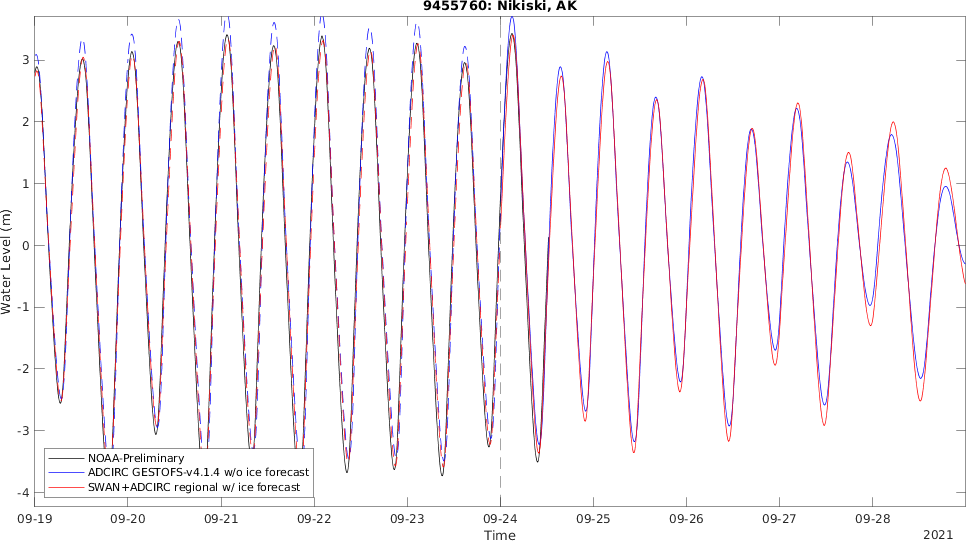 9455760: Nikiski, AK
Water Level (m)
3
2
1
0
-1
-2
-3
-4
NOAA-Preliminary
ADCIRC GESTOFS-v4.1.4 w/o ice forecast
SWAN+ADCIRC regional w/ ice forecast
09-19 09-20 09-21 09-22 09-23 09-24 09-25 09-26 09-27 09-28
Time
2021